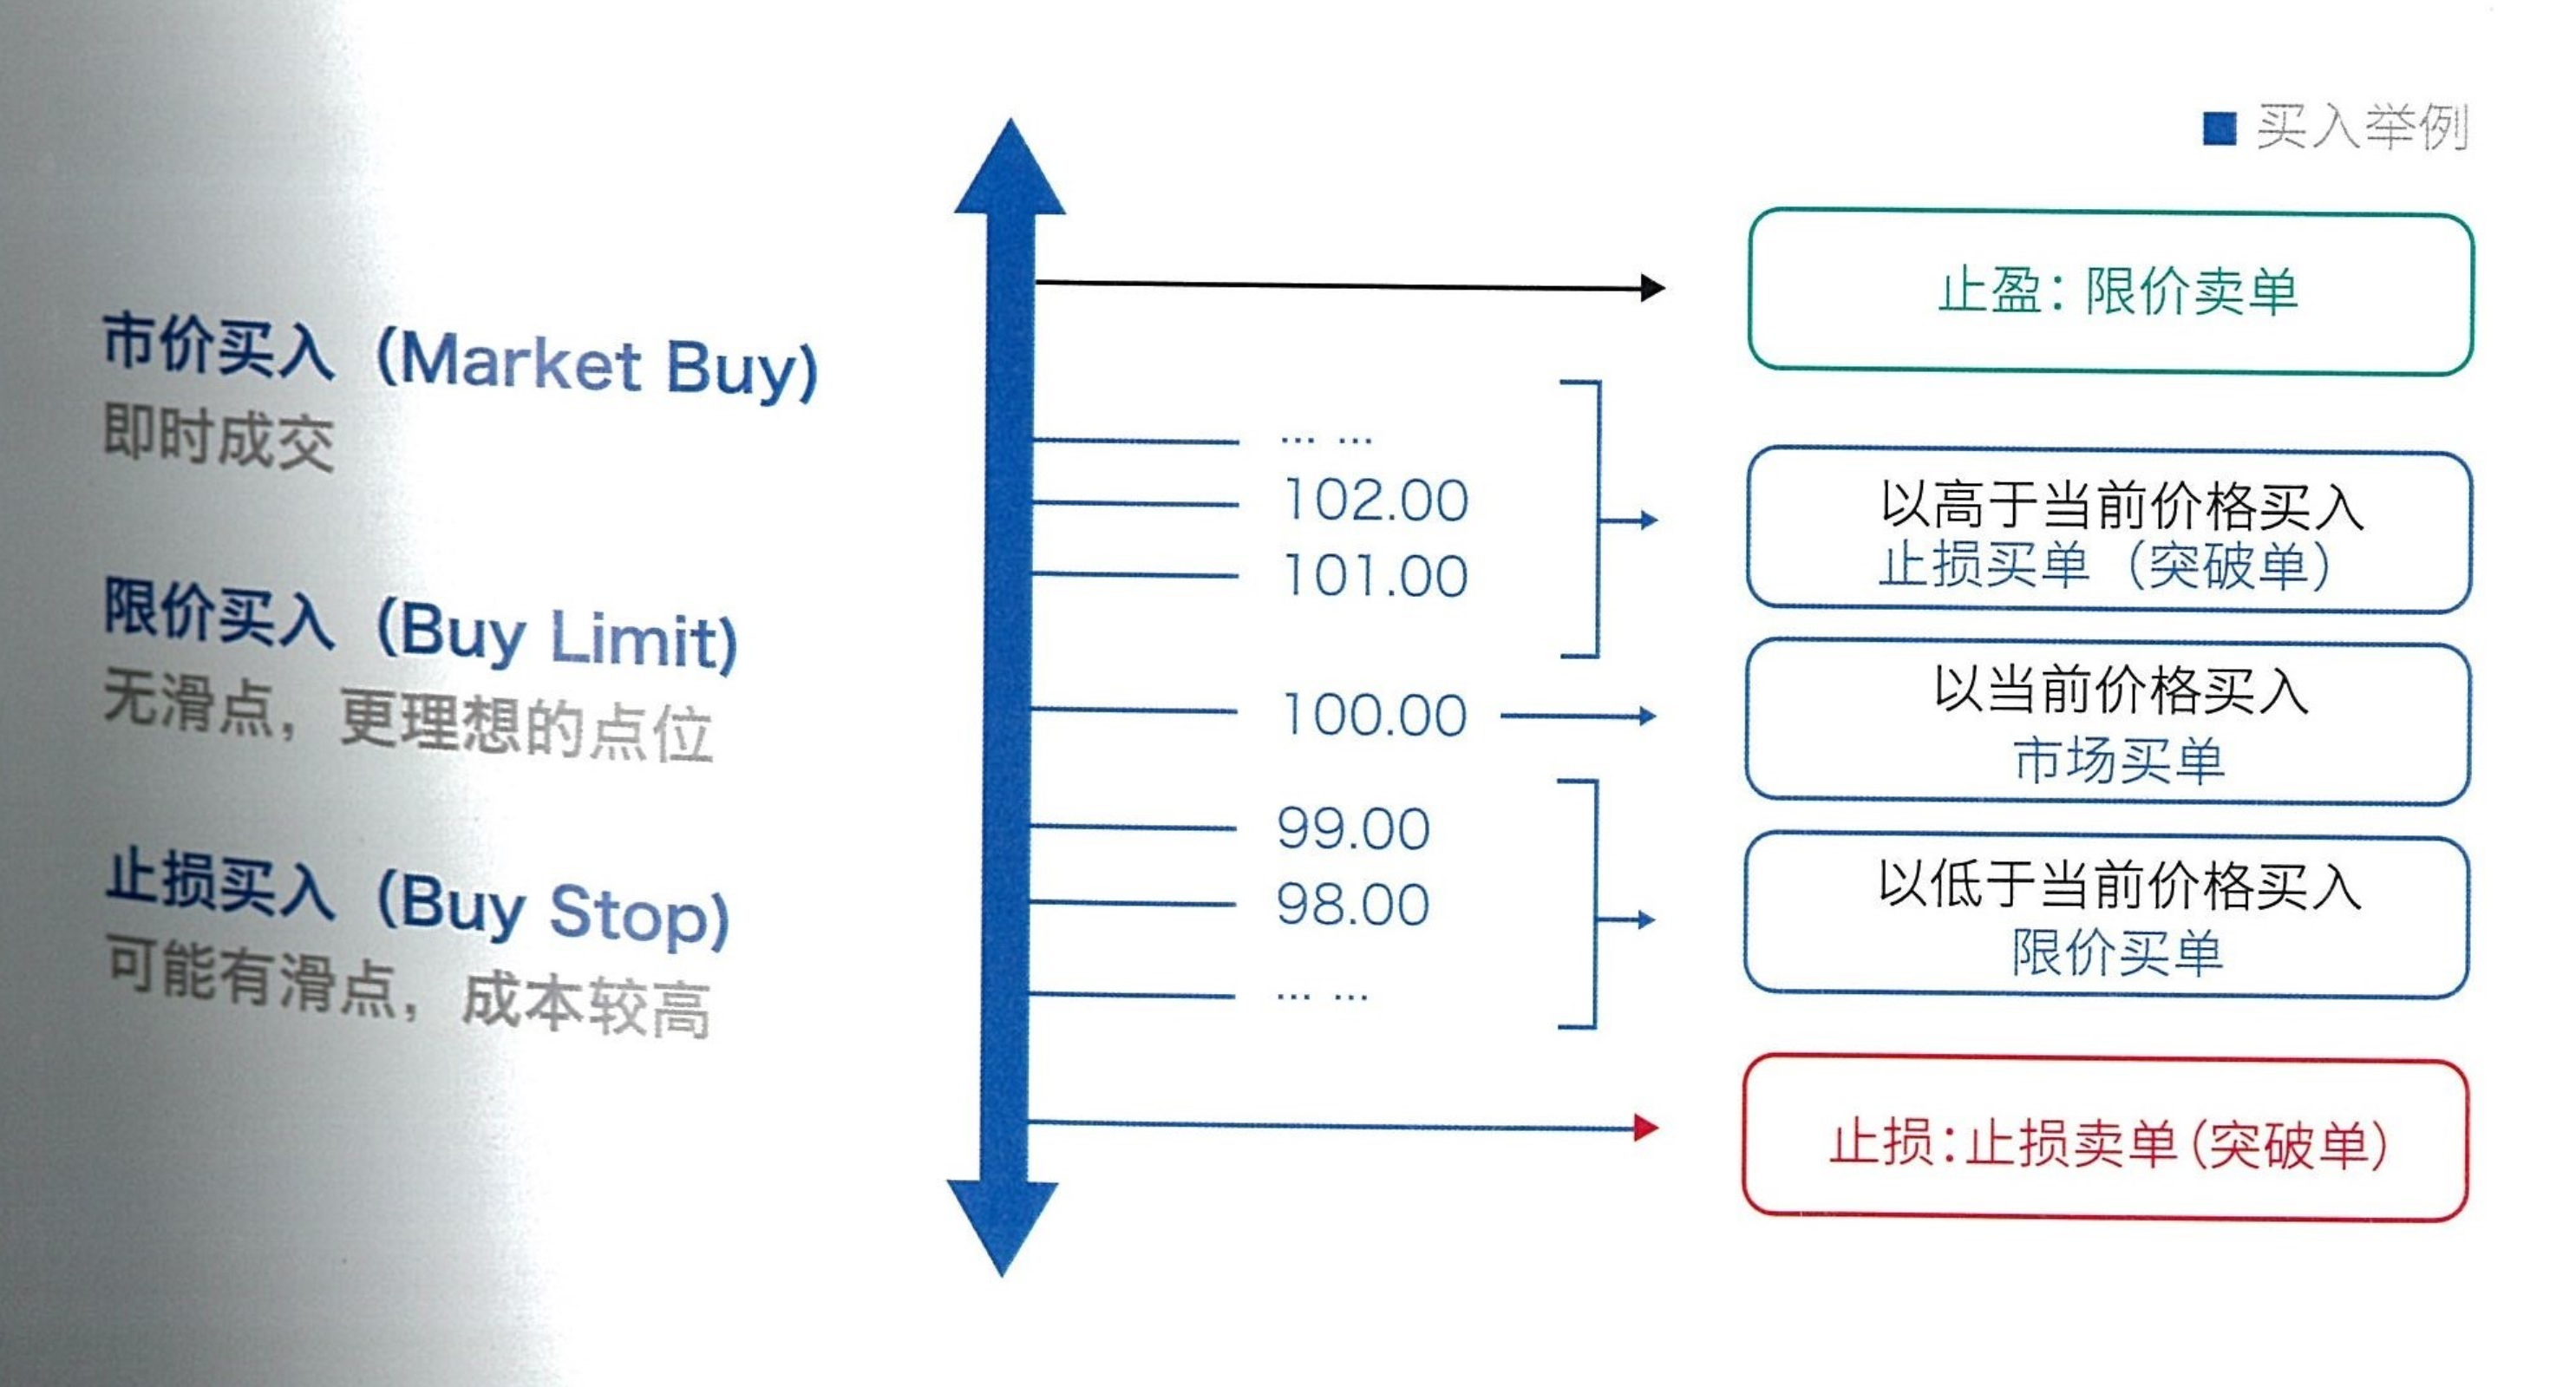 买入举例
市价买入（Market Buy)
即时成交
限价买入（Buy Limit)
无滑点，更理想的点位
止损买入（Buy Stop)
可能有滑点，成本较高
... ...
102.00
101.00
100.00
99.00
98.00
... ...
止盈：限价卖单
以高于当前价格买入
止损买单（突破单）
以当前价格买入
市场买单
以低于当前价格买入
限价买单
止损：止损卖单（突破单）